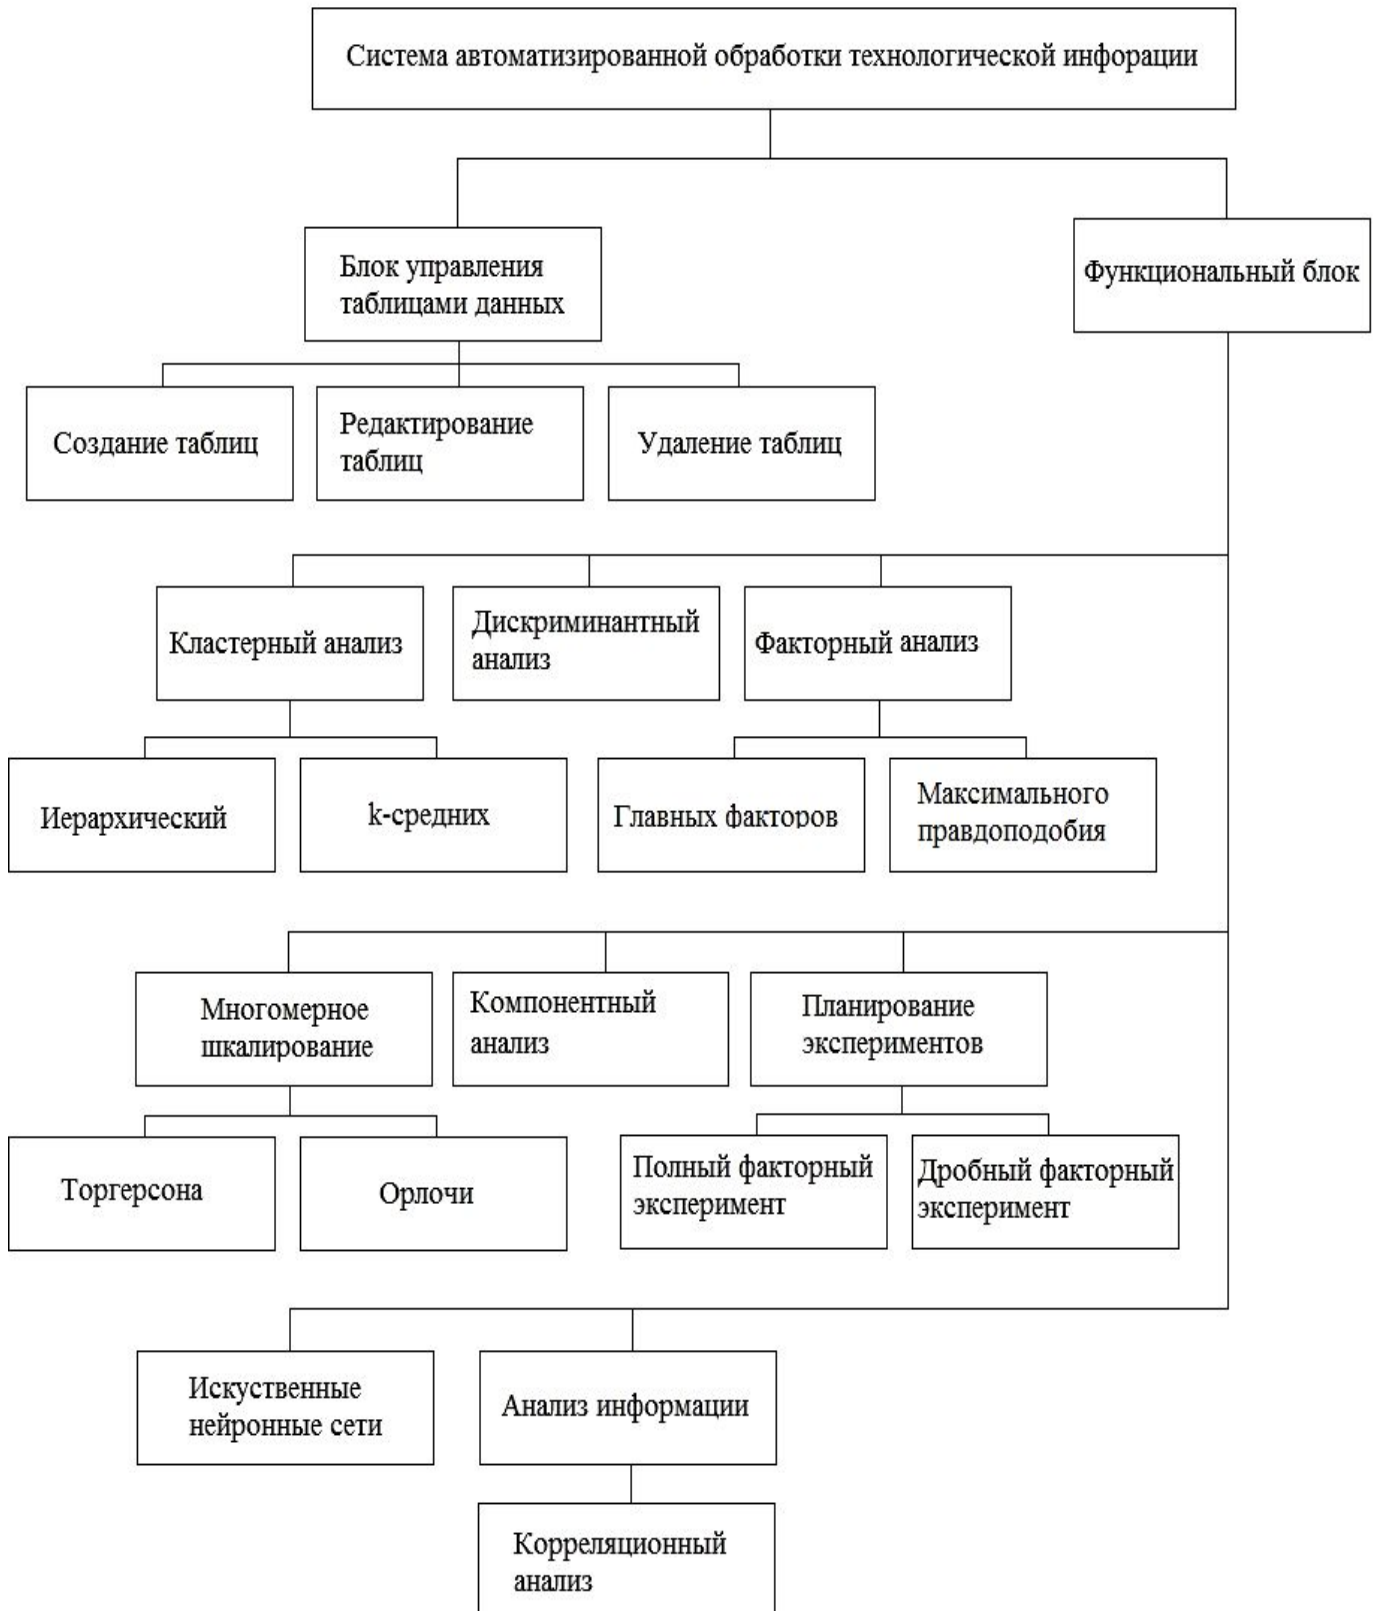 Система автоматизированной обработки технологической инфорации
Блок управления
таблицами данных
Функциональный блок
Создание таблиц
Редактирование
таблиц
Удаление таблиц
Кластерный анализ
Дискриминантный
анализ
Факторный анализ
Иерархический
k-средних
Главных факторов
Максимального
правдоподобия
Многомерное
шкалирование
Компонентный
анализ
Планирование
экспериментов
Торгерсона
Орлочи
Полный факторный
эксперимент
Дробный факторный
эксперимент
Искуственные
нейронные сети
Анализ информации
Корреляционный
анализ